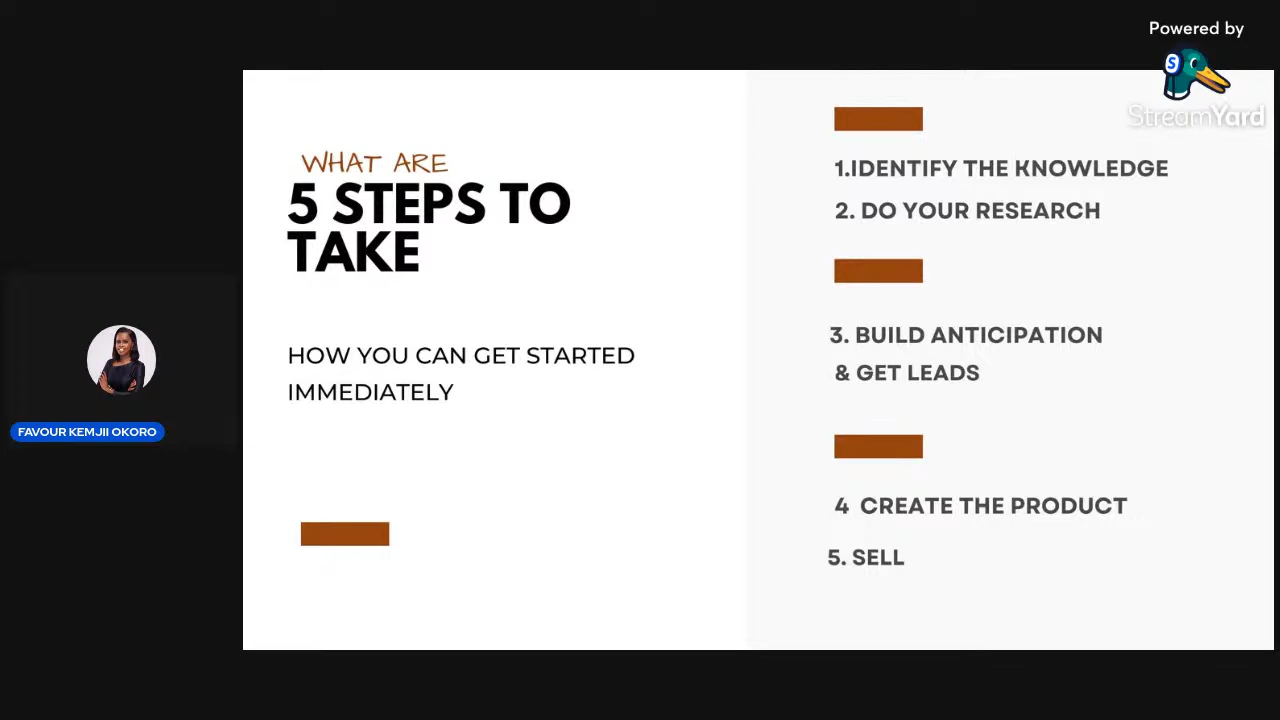 Powered by
S
StreamYard
WHAT ARE
5 STEPS TO
TAKE
HOW YOU CAN GET STARTED
IMMEDIATELY
1.IDENTIFY THE KNOWLEDGE
2. DO YOUR RESEARCH
3. BUILD ANTICIPATION
& GET LEADS
4 CREATE THE PRODUCT
5. SELL
FAVOUR KEMJII OKORO